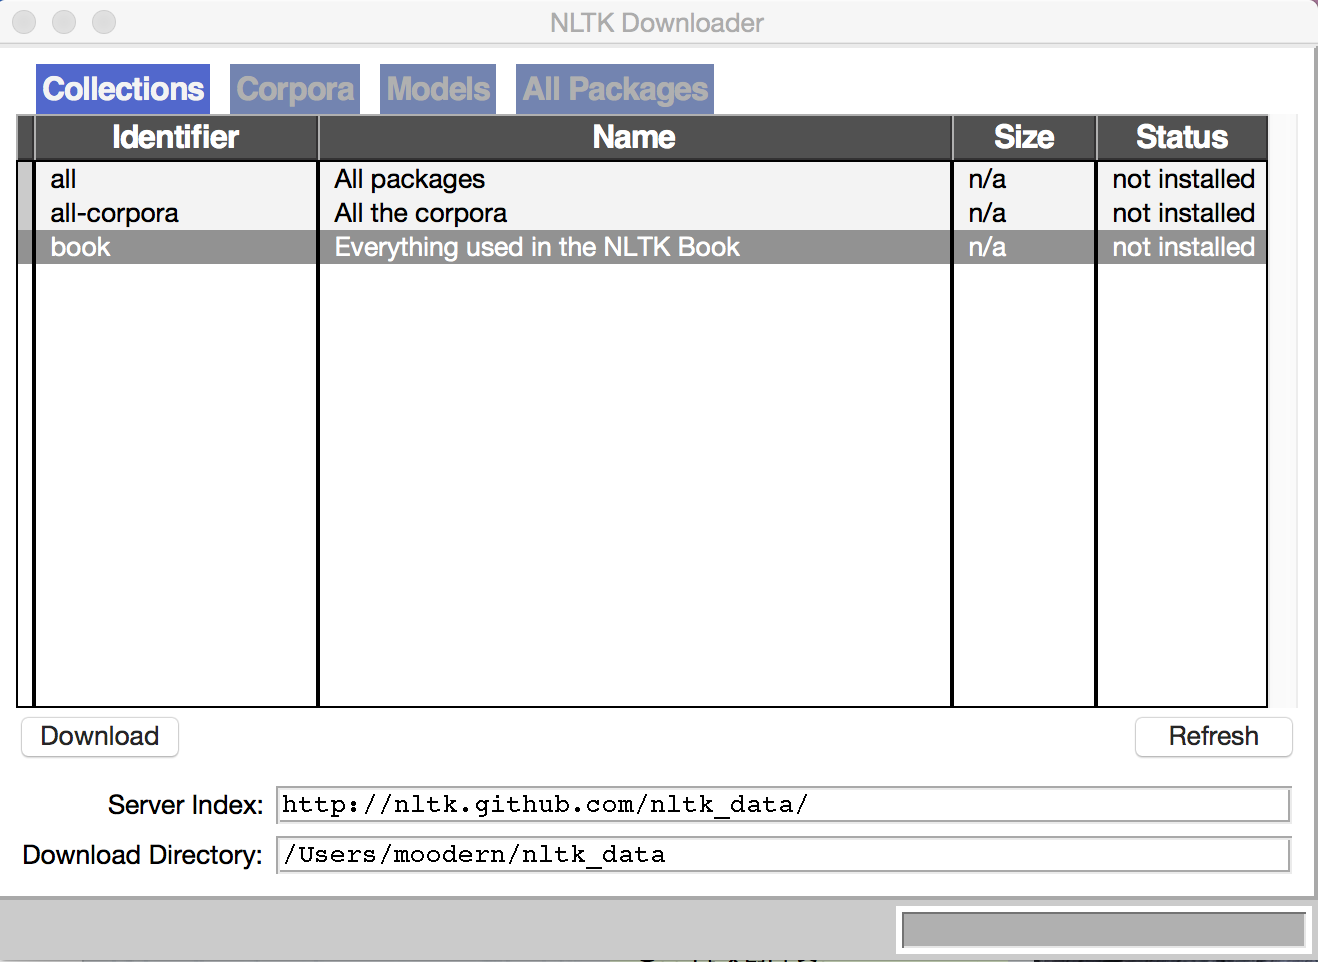 NLTK Downloader
Collections Corpora Models All Packages
Identifier Name Size Status
all All packages n/a not installed
all-corpora All the corpora n/a not installed
book Everything used in the NLTK Book n/a not installed
Download Refresh
Server Index: http://nltk.github.com/nltk_data/
Download Directory: /Users/moodern/nltk_data